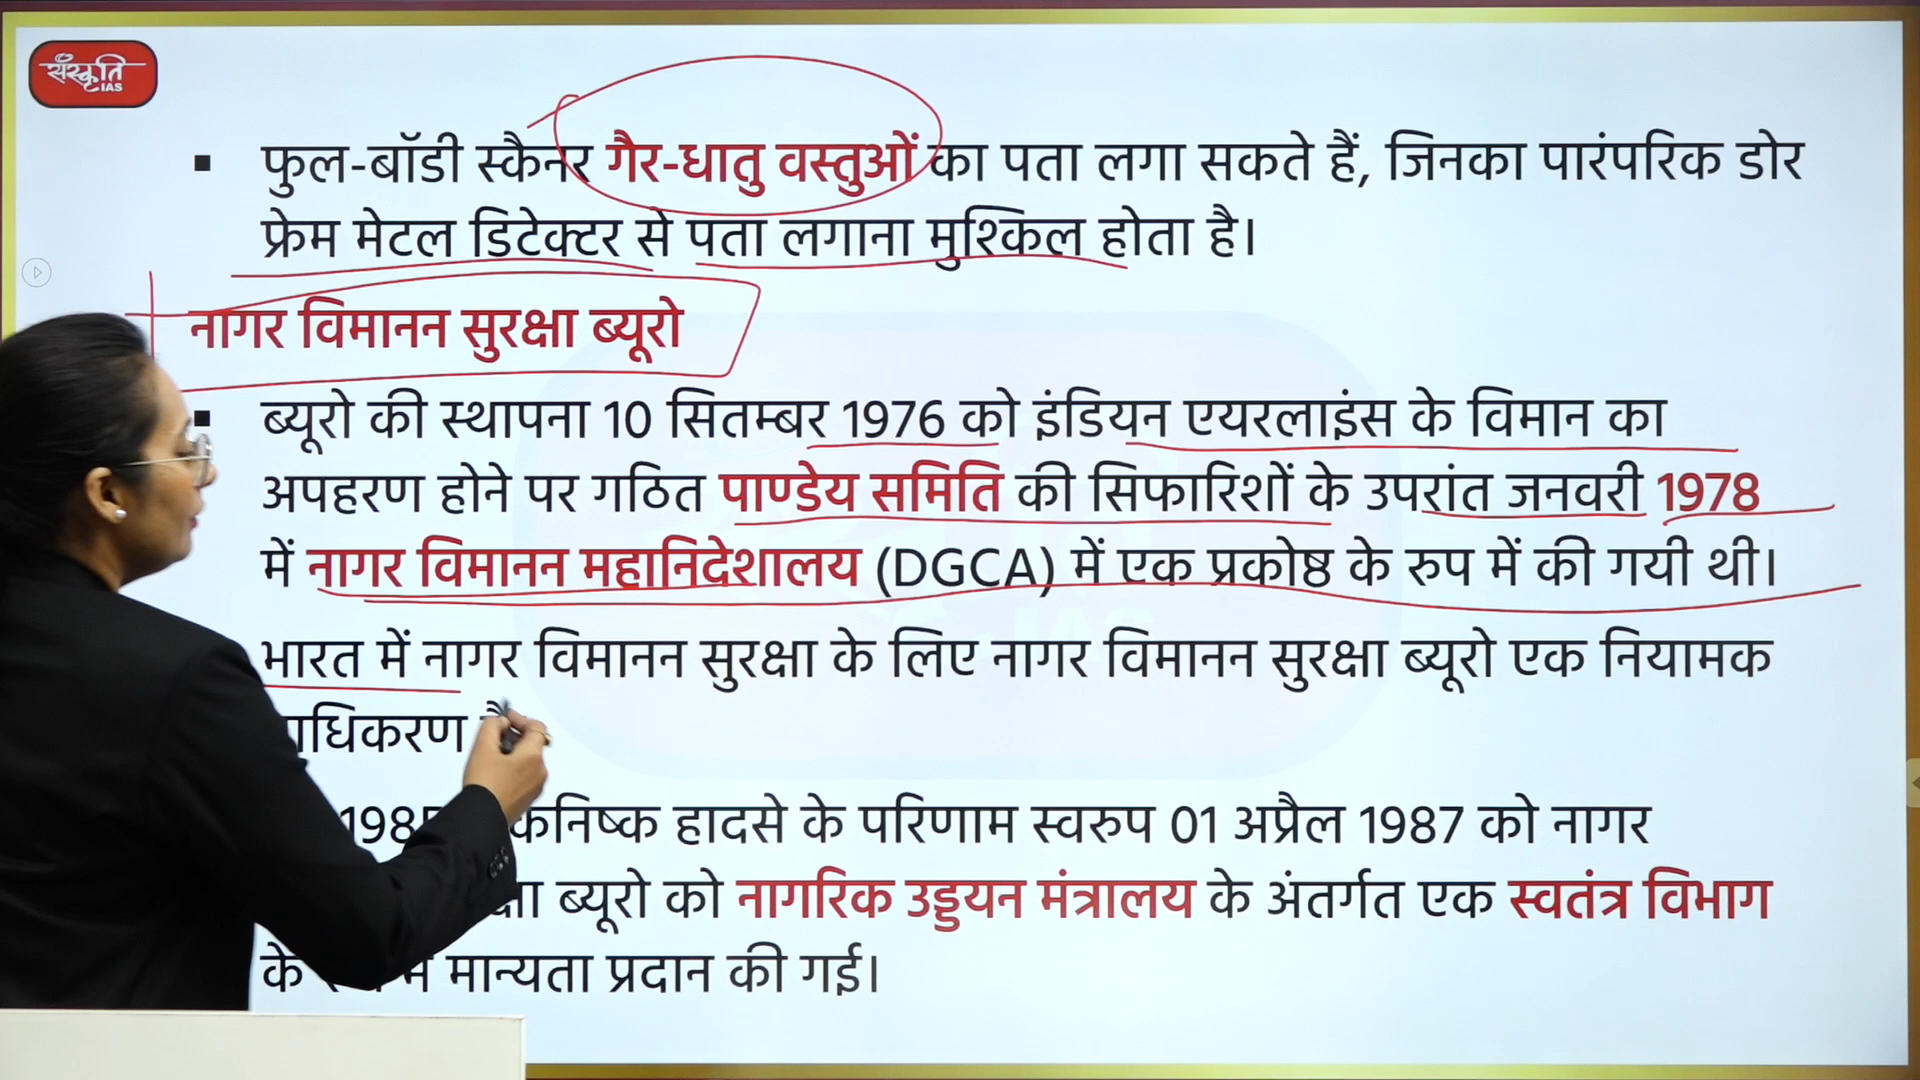 संस्कृति
IAS
फुल-बॉडी स्कैनर गैर-धातु वस्तुओं का पता लगा सकते हैं, जिनका पारंपरिक डोर
फ्रेम मेटल डिटेक्टर से पता लगाना मुश्किल होता है।
नागर विमानन सुरक्षा ब्यूरो
ब्यूरो की स्थापना 10 सितम्बर 1976 को इंडियन एयरलाइंस के विमान का
अपहरण होने पर गठित पाण्डेय समिति की सिफारिशों के उपरांत जनवरी 1978
में नागर विमानन महानिदेशालय (DGCA) में एक प्रकोष्ठ के रुप में की गयी थी।
भारत में नागर विमानन सुरक्षा के लिए नागर विमानन सुरक्षा ब्यूरो एक नियामक
1985 कनिष्क हादसे के परिणाम स्वरुप 01 अप्रैल 1987 को नागर
ब्यूरो को नागरिक उड्डयन मंत्रालय के अंतर्गत एक स्वतंत्र विभाग
के में मान्यता प्रदान की गई।